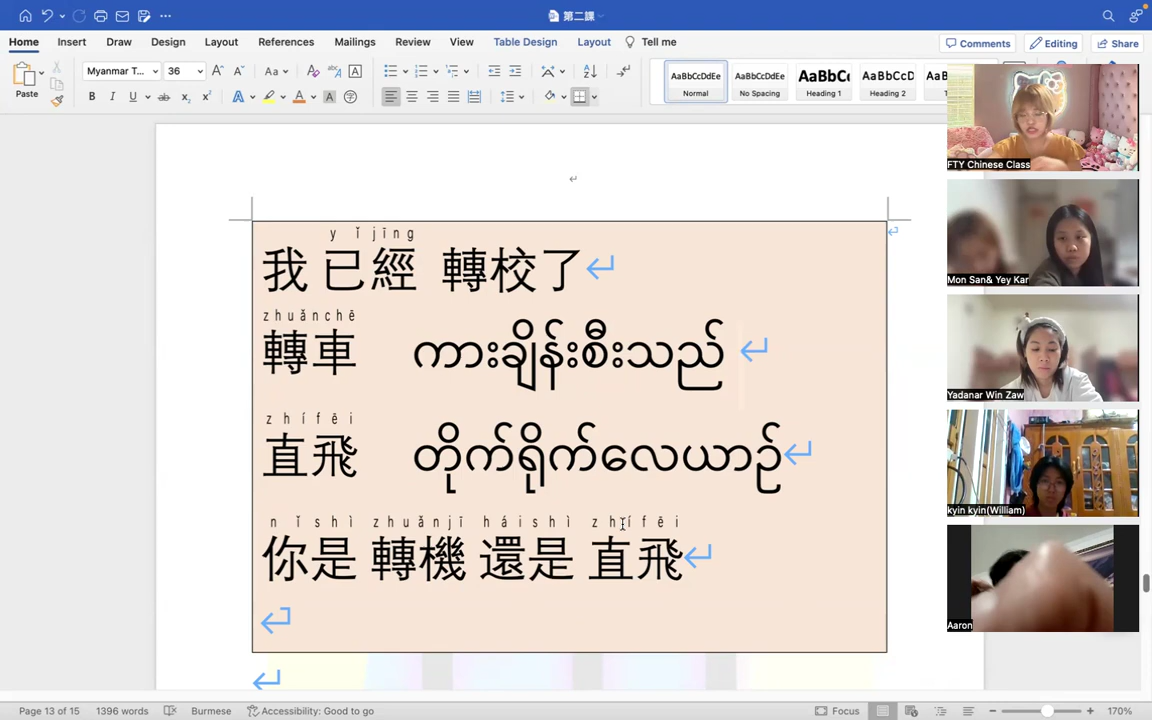 第二課
Home Insert Draw Design Layout References Mailings Review View Table Design Layout Tell me
Comments Editing Share
Paste
Myanmar T... 36
AaBbCcDdEe AaBbCcDdEe AaBbC AaBbCcD
Normal No Spacing Heading 1 Heading 2
y ǐ jīng
我 已經 轉校了
zhuǎnchē
轉車 ကားချိန်းစီးသည်
zhífēi
直飛 တိုက်ရိုက်လေယာဉ်
n ǐ shì zhuǎnjī háishì zhífēi
你是 轉機 還是 直飛
FTY Chinese Class
Mon San& Yey Kar
Yadanar Win Zaw
kyin kyin(William)
Aaron
Page 13 of 15 1396 words Burmese Accessibility: Good to go Focus 170%